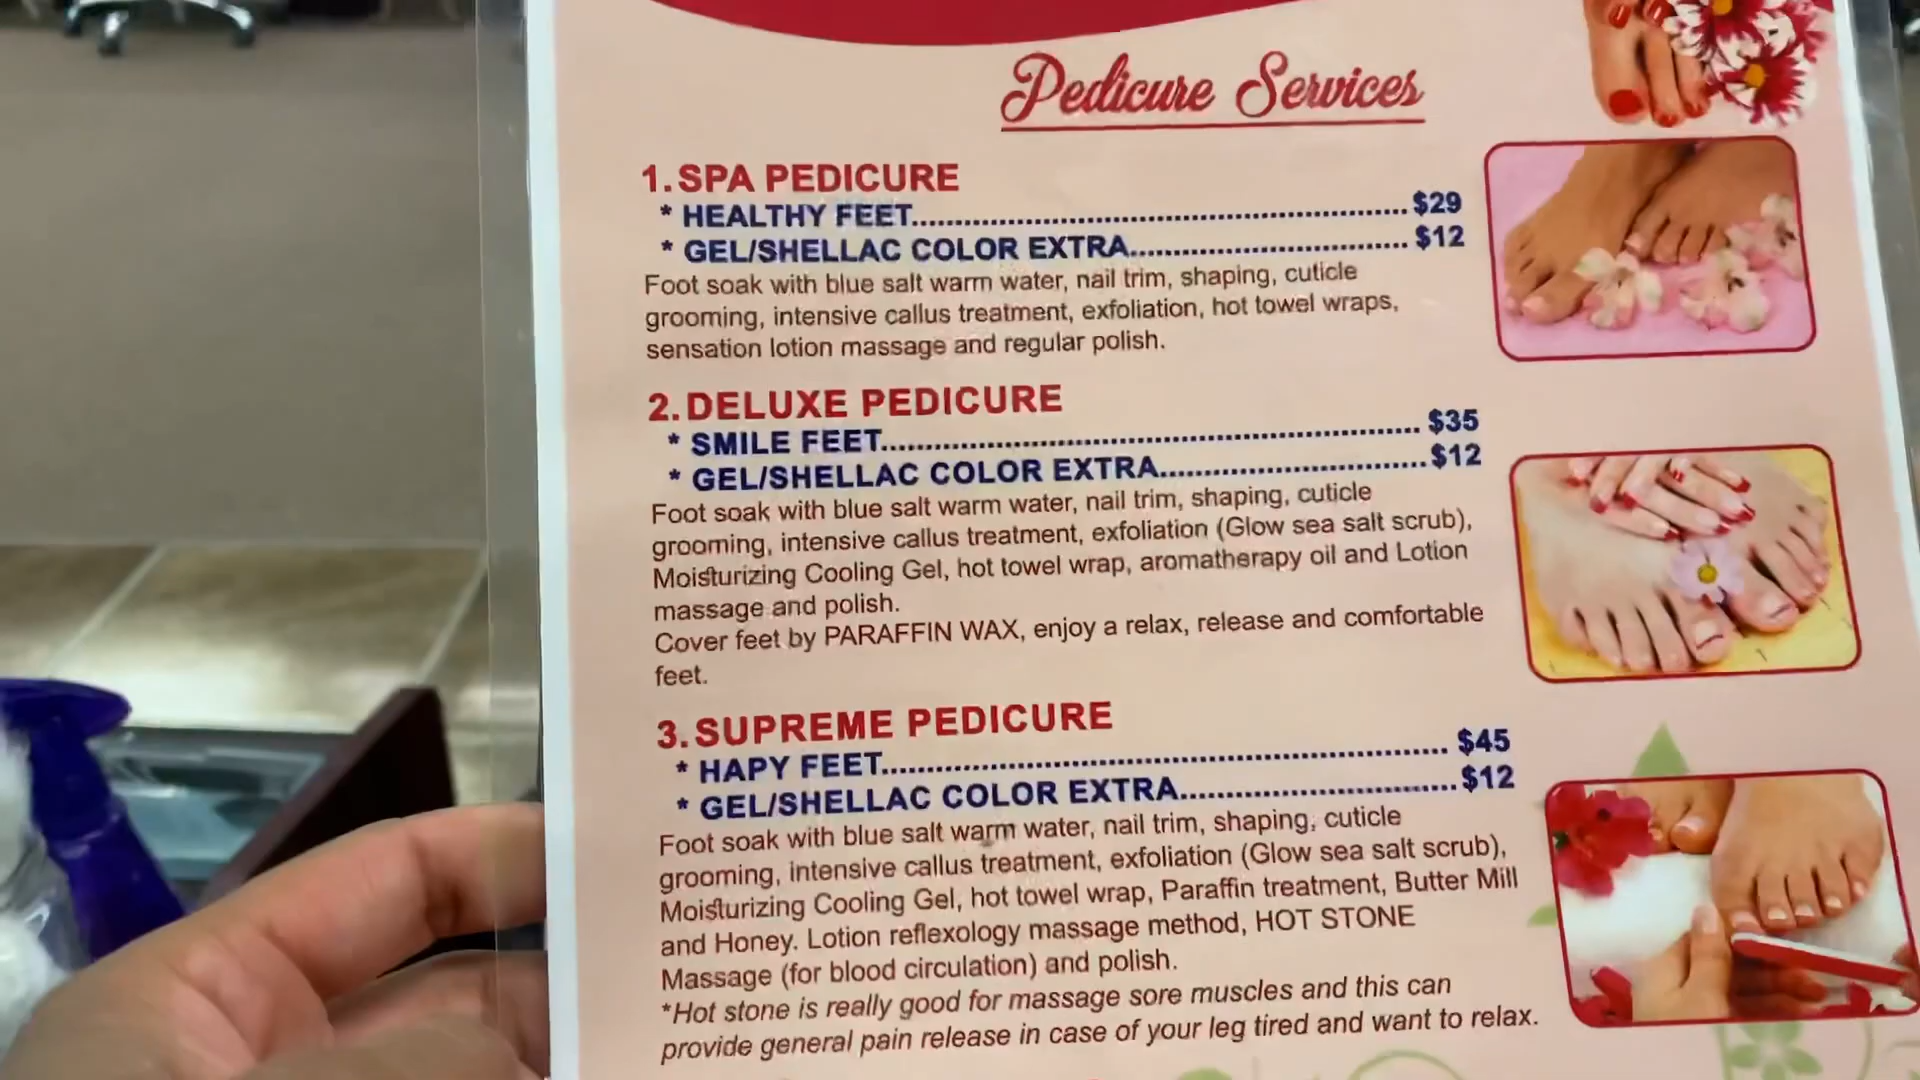 Pedicure Services
1. SPA PEDICURE
* HEALTHY FEET.......... $29
* GEL/SHELLAC COLOR EXTRA.......... $12
Foot soak with blue salt warm water, nail trim, shaping, cuticle
grooming, intensive callus treatment, exfoliation, hot towel wraps,
sensation lotion massage and regular polish.
2. DELUXE PEDICURE
* SMILE FEET.......... $35
* GEL/SHELLAC COLOR EXTRA.......... $12
Foot soak with blue salt warm water, nail trim, shaping, cuticle
grooming, intensive callus treatment, exfoliation (Glow sea salt scrub),
Moisturizing Cooling Gel, hot towel wrap, aromatherapy oil and Lotion
massage and polish.
Cover feet by PARAFFIN WAX, enjoy a relax, release and comfortable
feet.
3. SUPREME PEDICURE
* HAPY FEET.......... $45
* GEL/SHELLAC COLOR EXTRA.......... $12
Foot soak with blue salt warm water, nail trim, shaping, cuticle
grooming, intensive callus treatment, exfoliation (Glow sea salt scrub),
Moisturizing Cooling Gel, hot towel wrap, Paraffin treatment, Butter Mill
and Honey. Lotion reflexology massage method, HOT STONE
Massage (for blood circulation) and polish.
*Hot stone is really good for massage sore muscles and this can
provide general pain release in case of your leg tired and want to relax.